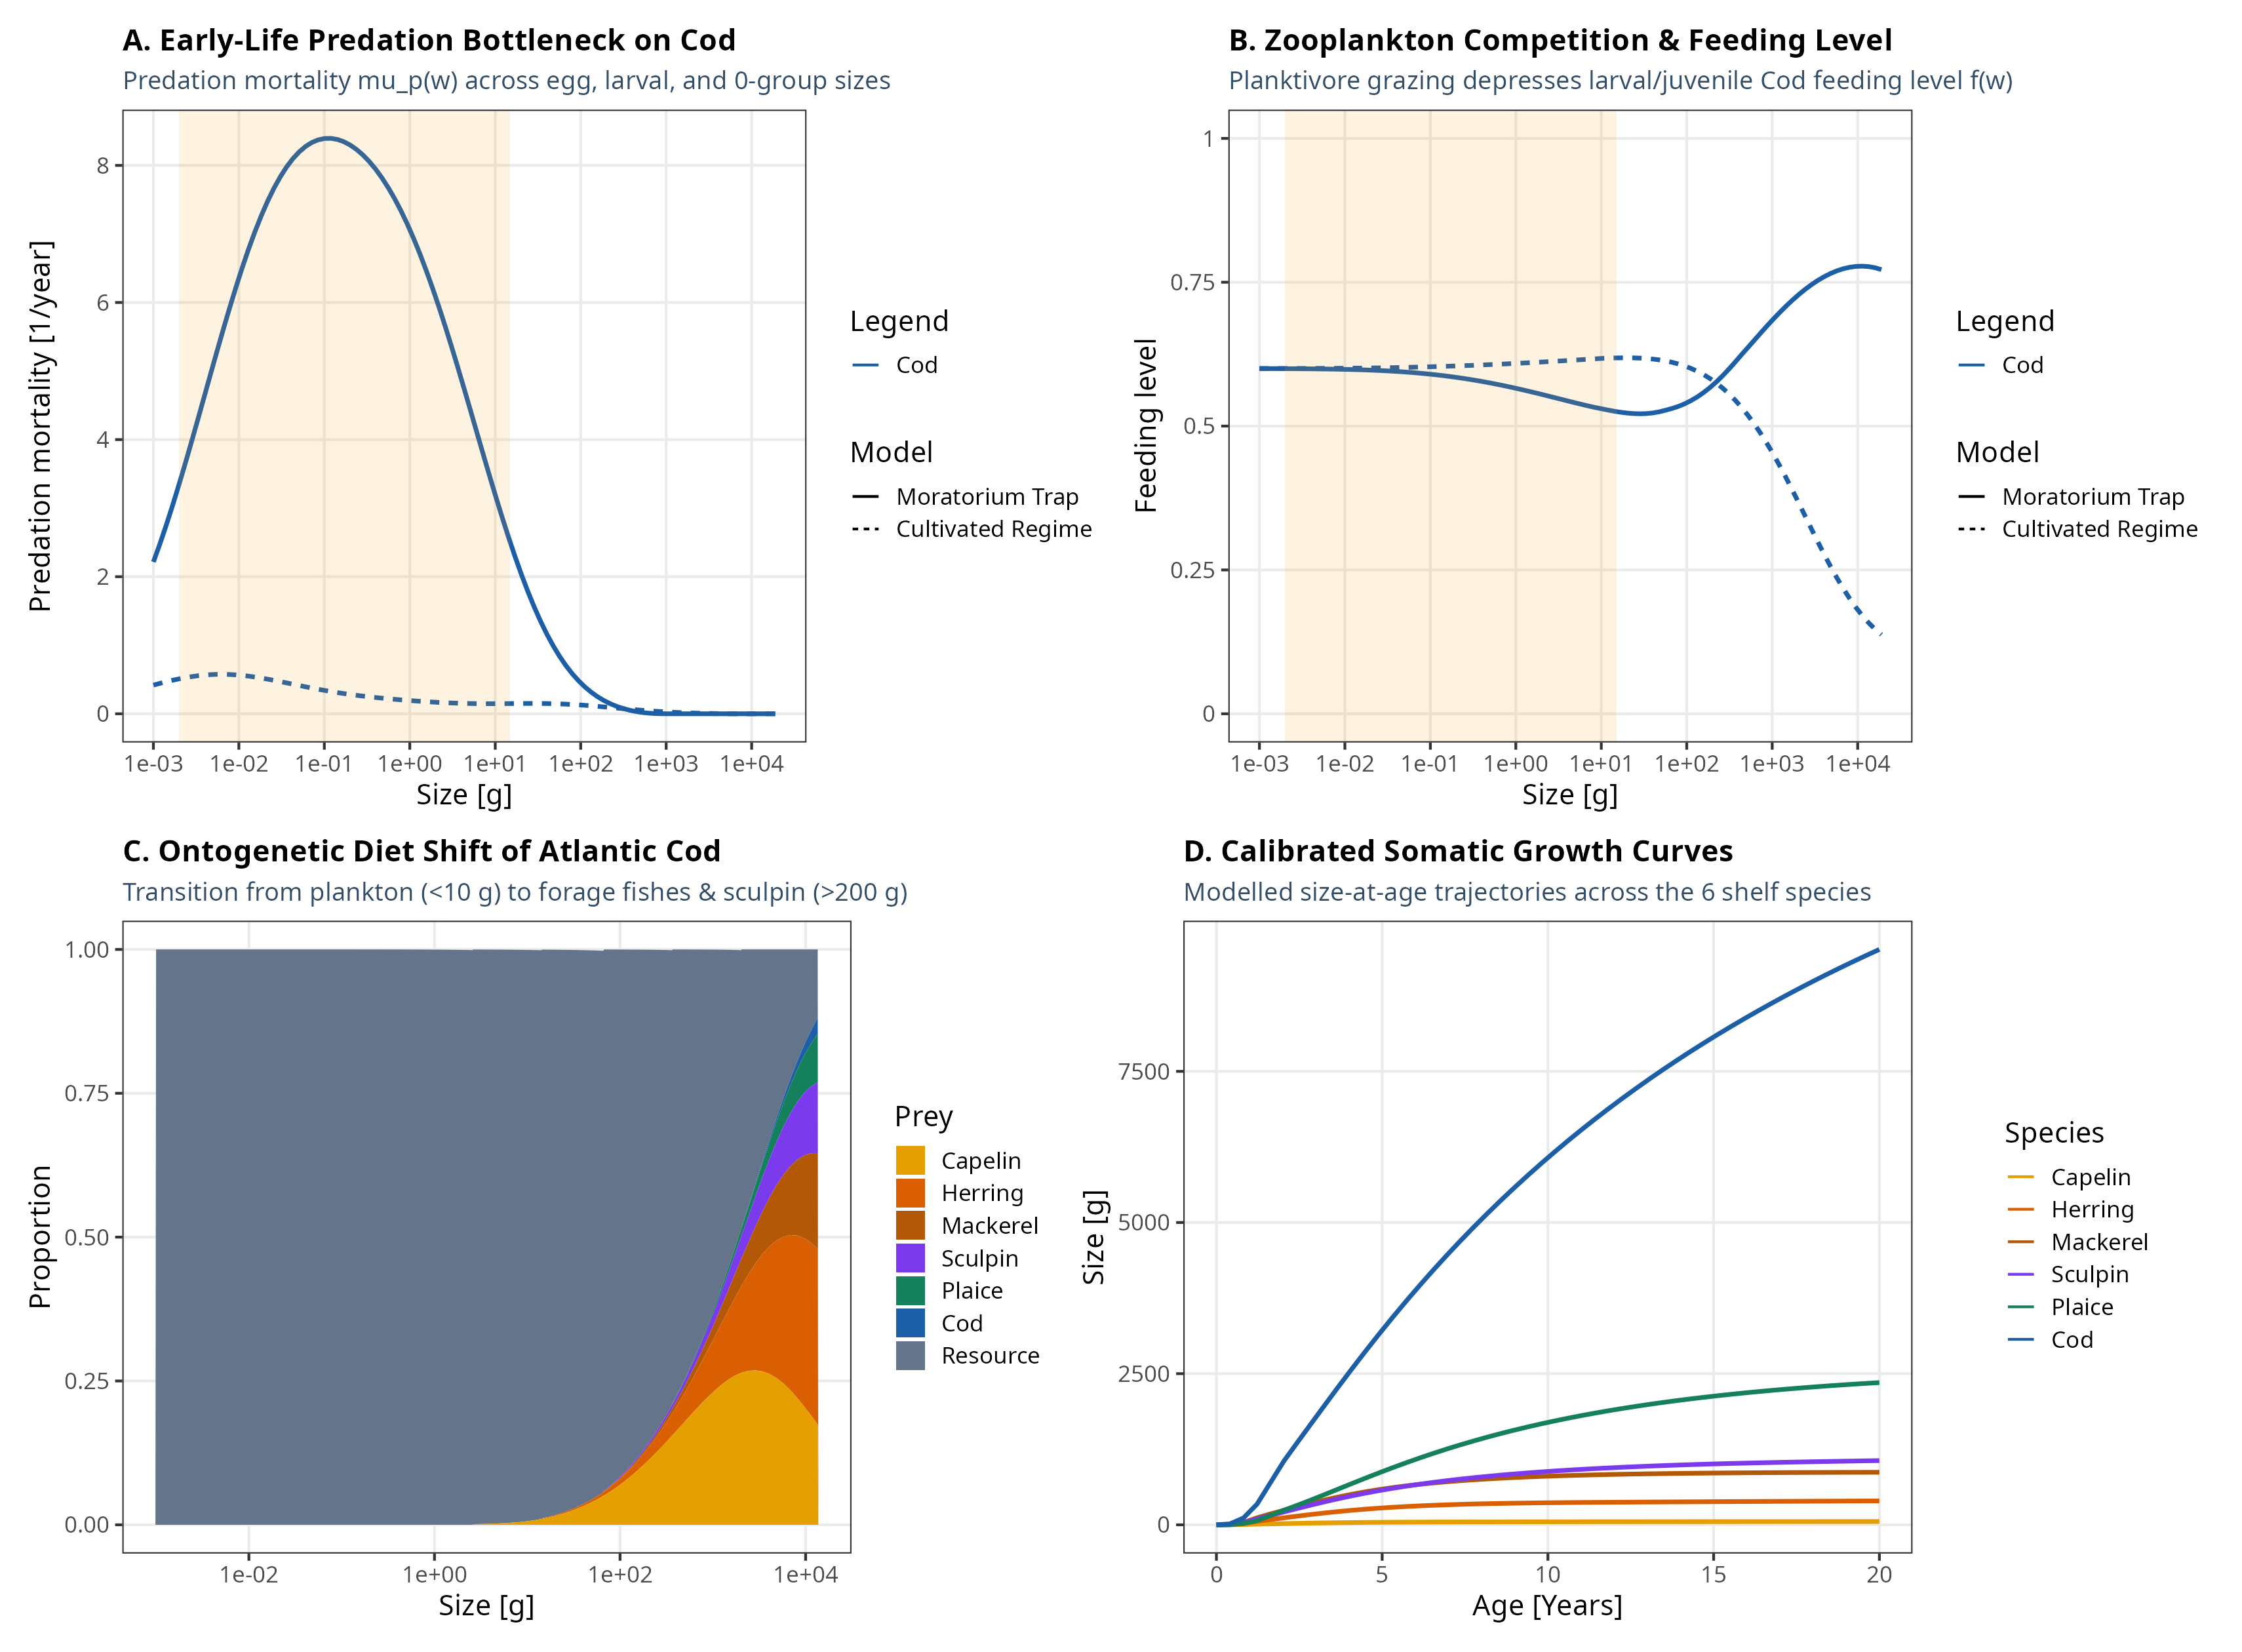 A. Early-Life Predation Bottleneck on Cod
Predation mortality mu_p(w) across egg, larval, and 0-group sizes
Predation mortality [1/year]
8
6
4
2
0
1e-03 1e-02 1e-01 1e+00 1e+01 1e+02 1e+03 1e+04
Size [g]
Legend
Cod
Model
Moratorium Trap
Cultivated Regime
B. Zooplankton Competition & Feeding Level
Planktivore grazing depresses larval/juvenile Cod feeding level f(w)
Feeding level
1
0.75
0.5
0.25
0
1e-03 1e-02 1e-01 1e+00 1e+01 1e+02 1e+03 1e+04
Size [g]
Legend
Cod
Model
Moratorium Trap
Cultivated Regime
C. Ontogenetic Diet Shift of Atlantic Cod
Transition from plankton (<10 g) to forage fishes & sculpin (>200 g)
Proportion
1.00
0.75
0.50
0.25
0.00
1e-02 1e+00 1e+02 1e+04
Size [g]
Prey
Capelin
Herring
Mackerel
Sculpin
Plaice
Cod
Resource
D. Calibrated Somatic Growth Curves
Modelled size-at-age trajectories across the 6 shelf species
Size [g]
7500
5000
2500
0
0 5 10 15 20
Age [Years]
Species
Capelin
Herring
Mackerel
Sculpin
Plaice
Cod